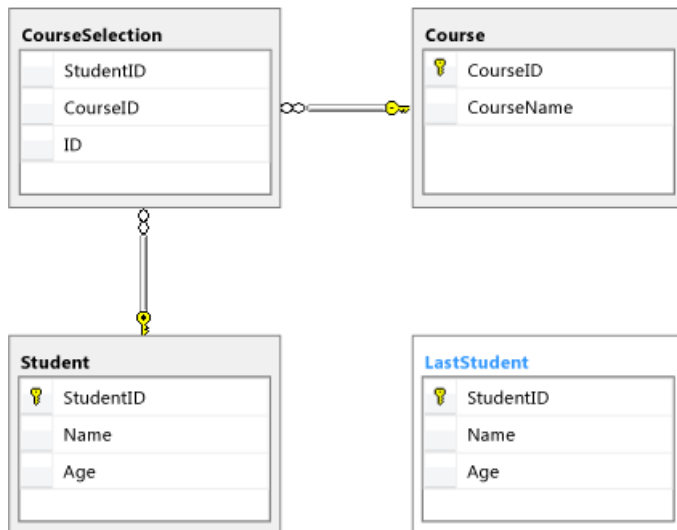 CourseSelection
StudentID
CourseID
ID
Course
CourseID
CourseName
Student
StudentID
Name
Age
LastStudent
StudentID
Name
Age